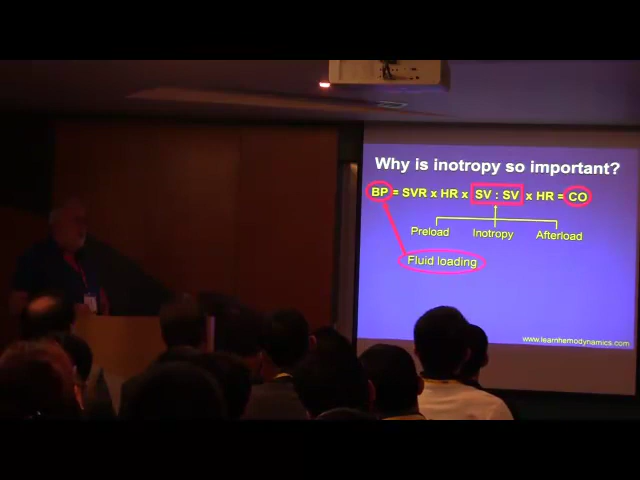 Why is inotropy so important?
BP = SVR x HR x SV : SV x HR = CO
Preload Inotropy Afterload
Fluid loading
www.learnhemodynamics.com